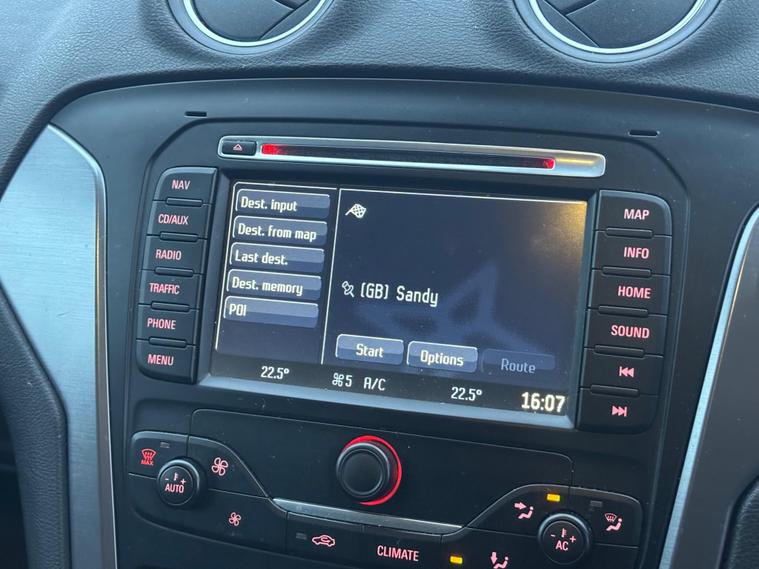 NAV
CD/AUX
RADIO
TRAFFIC
PHONE
MENU
Dest. input
Dest. from map
Last dest.
Dest. memory
POI
(GB) Sandy
Start
Options
Route
22.5°
5 A/C
22.5°
16:07
MAP
INFO
HOME
SOUND
MAX
- +
AUTO
CLIMATE
- +
AC